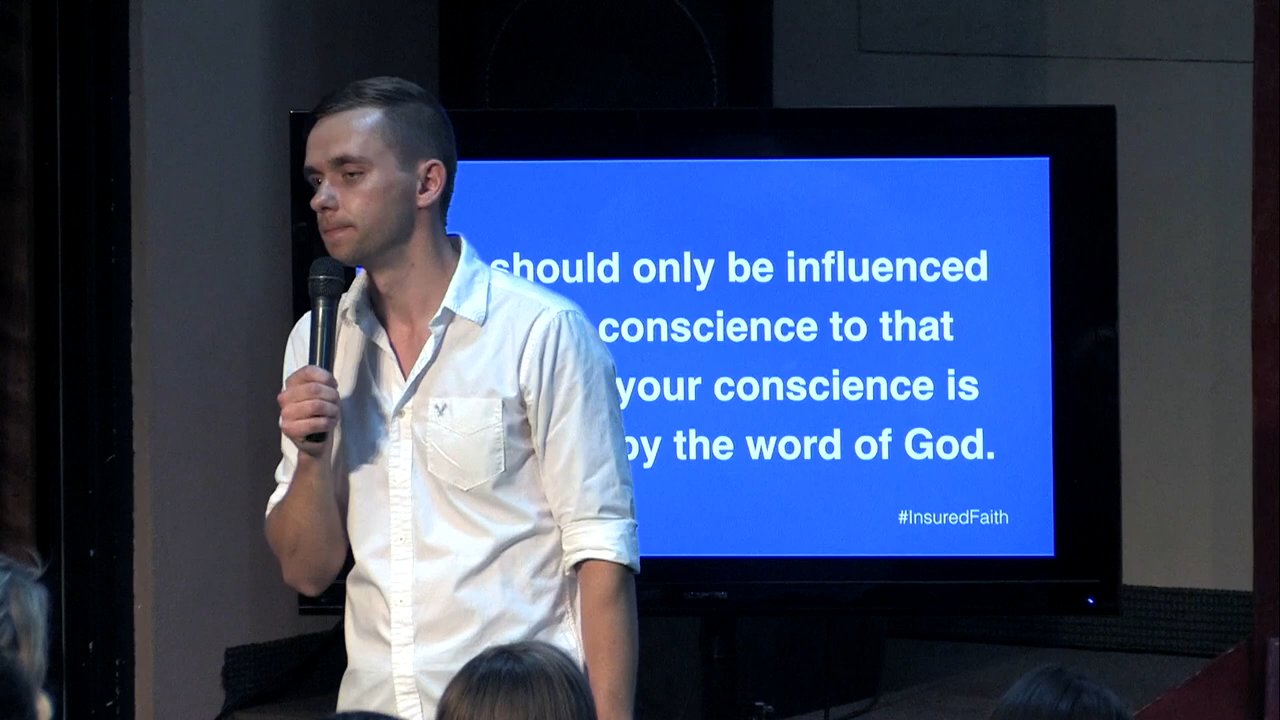 should only be influenced
conscience to that
your conscience is
by the word of God.
#InsuredFaith